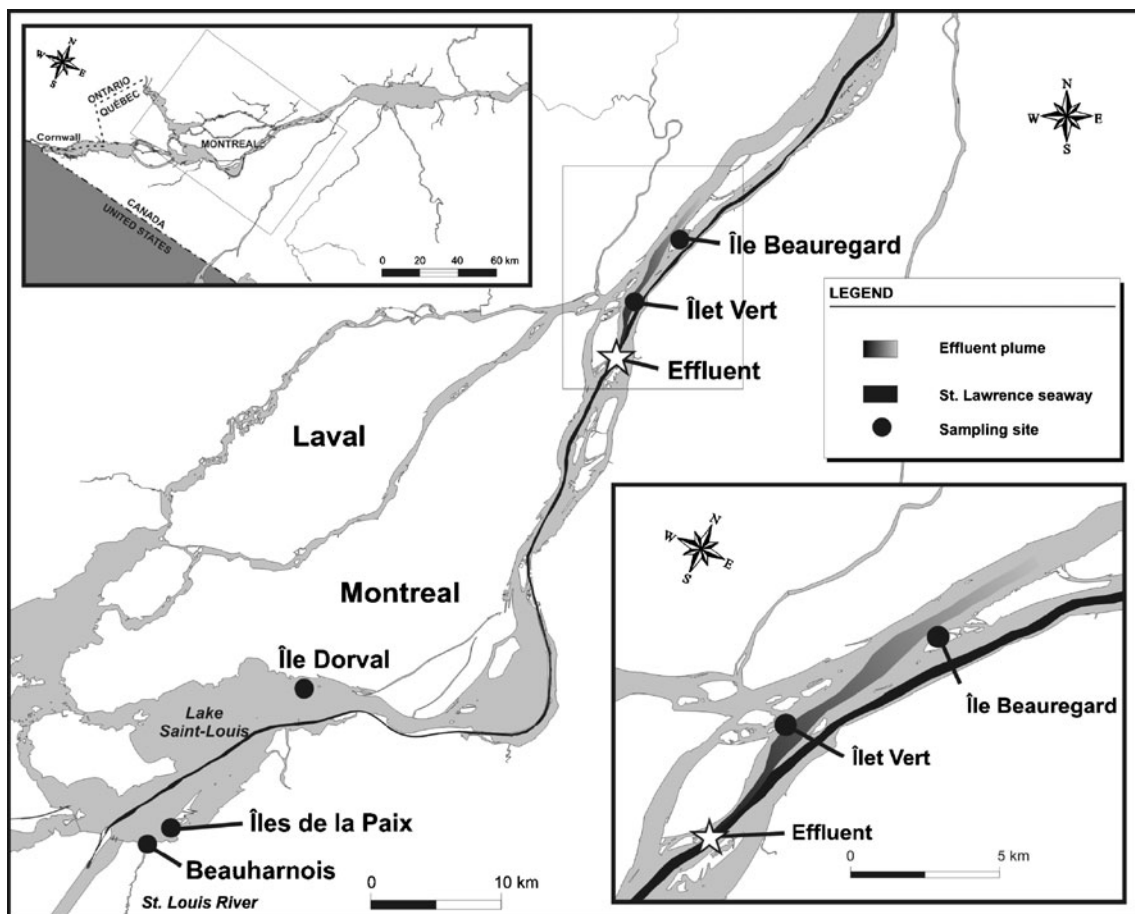 N
W
E
S
ONTARIO
QUÉBEC
Cornwall
MONTREAL
CANADA
UNITED STATES
0 20 40 60 km
N
W E
S
Île Beauregard
Îlet Vert
Effluent
LEGEND
Effluent plume
St. Lawrence seaway
Sampling site
Laval
Montreal
Île Dorval
Lake
Saint-Louis
Îles de la Paix
Beauharnois
St. Louis River
0 10 km
N
W
E
S
Île Beauregard
Îlet Vert
Effluent
0 5 km